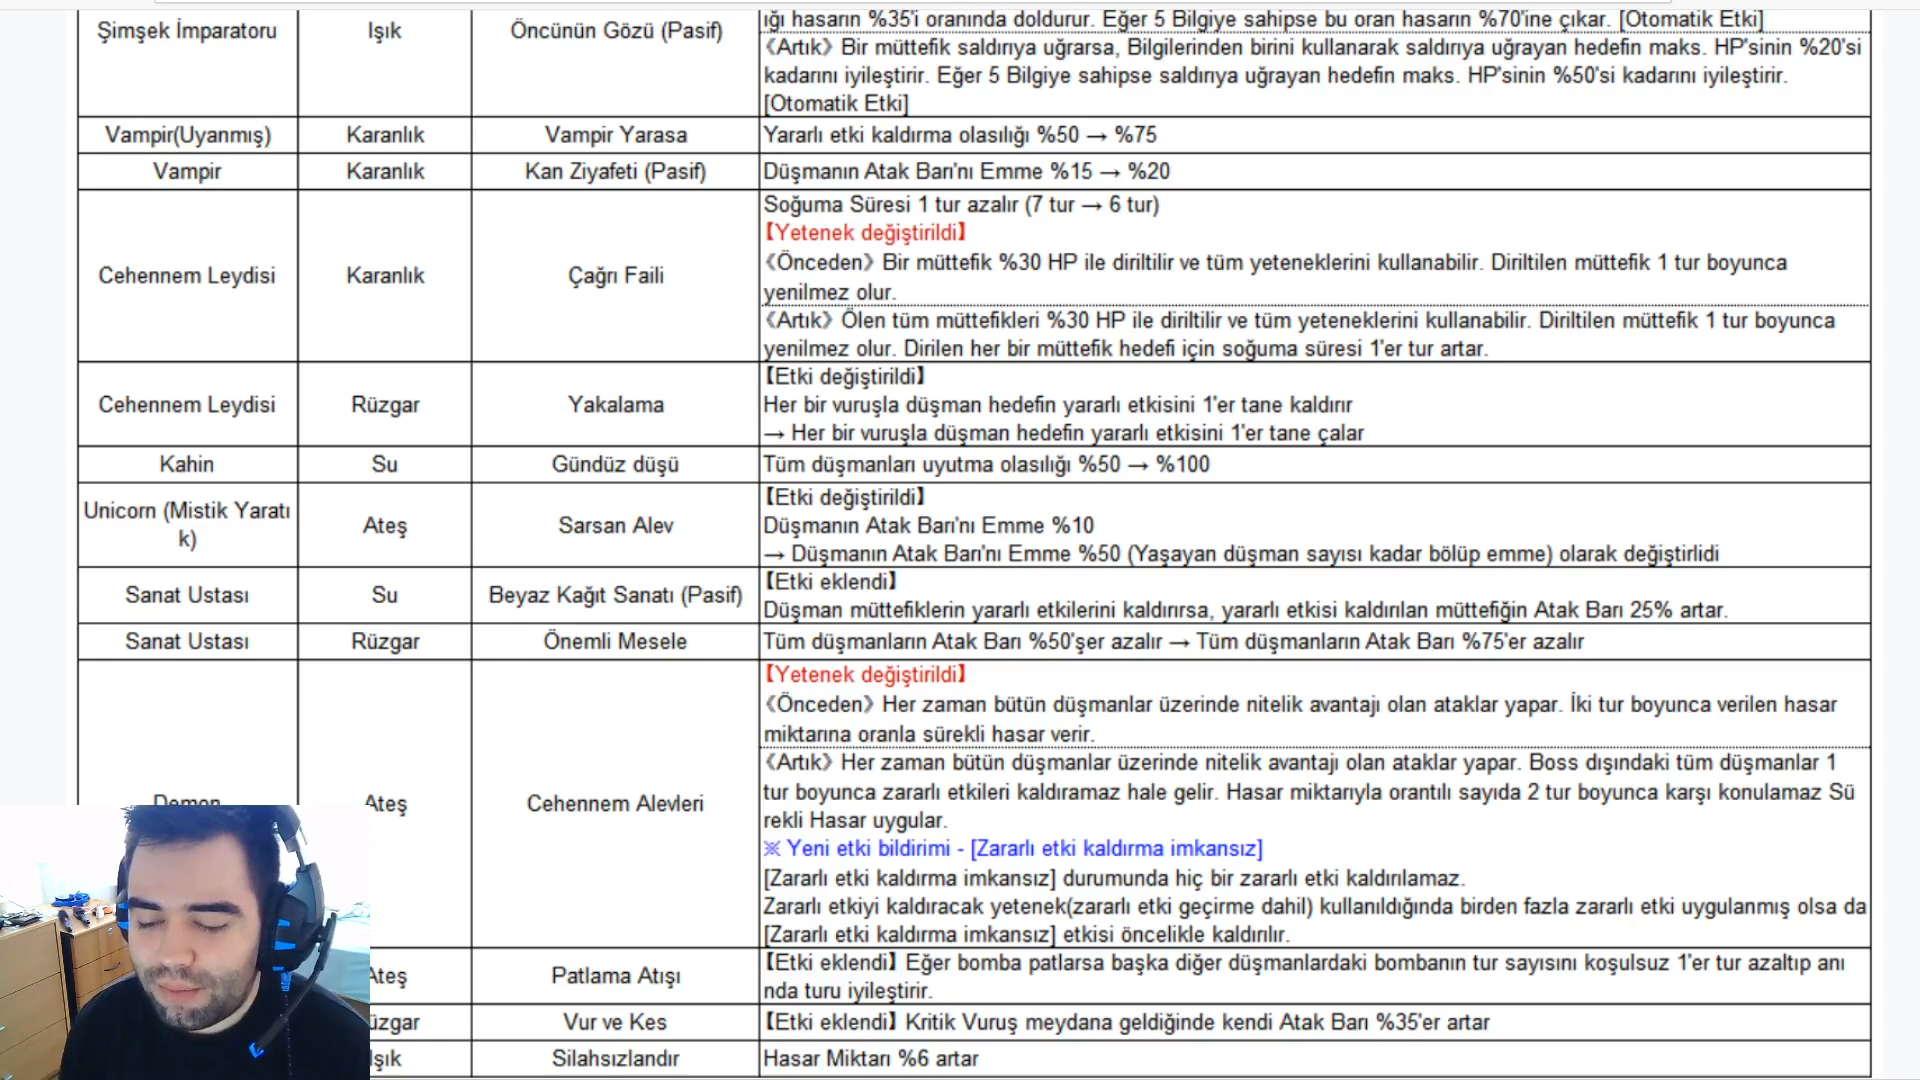 ığı hasarın %35'i oranında doldurur. Eğer 5 Bilgiye sahipse bu oran hasarın %70'ine çıkar. [Otomatik Etki]
Şimşek İmparatoru
Işık
Öncünün Gözü (Pasif)
《Artık》Bir müttefik saldırıya uğrarsa, Bilgilerinden birini kullanarak saldırıya uğrayan hedefin maks. HP'sinin %20'si
kadarını iyileştirir. Eğer 5 Bilgiye sahipse saldırıya uğrayan hedefin maks. HP'sinin %50'si kadarını iyileştirir.
[Otomatik Etki]
Vampir(Uyanmış)
Karanlık
Vampir Yarasa
Yararlı etki kaldırma olasılığı %50 → %75
Vampir
Karanlık
Kan Ziyafeti (Pasif)
Düşmanın Atak Barı'nı Emme %15 → %20
Cehennem Leydisi
Karanlık
Çağrı Faili
Soğuma Süresi 1 tur azalır (7 tur → 6 tur)
【Yetenek değiştirildi】
《Önceden》Bir müttefik %30 HP ile diriltilir ve tüm yeteneklerini kullanabilir. Diriltilen müttefik 1 tur boyunca
yenilmez olur.
《Artık》Ölen tüm müttefikleri %30 HP ile diriltilir ve tüm yeteneklerini kullanabilir. Diriltilen müttefik 1 tur boyunca
yenilmez olur. Dirilen her bir müttefik hedefi için soğuma süresi 1'er tur artar.
Cehennem Leydisi
Rüzgar
Yakalama
【Etki değiştirildi】
Her bir vuruşla düşman hedefin yararlı etkisini 1'er tane kaldırır
→ Her bir vuruşla düşman hedefin yararlı etkisini 1'er tane çalar
Kahin
Su
Gündüz düşü
Tüm düşmanları uyutma olasılığı %50 → %100
Unicorn (Mistik Yaratı
k)
Ateş
Sarsan Alev
【Etki değiştirildi】
Düşmanın Atak Barı'nı Emme %10
→ Düşmanın Atak Barı'nı Emme %50 (Yaşayan düşman sayısı kadar bölüp emme) olarak değiştirlidi
Sanat Ustası
Su
Beyaz Kağıt Sanatı (Pasif)
【Etki eklendi】
Düşman müttefiklerin yararlı etkilerini kaldırırsa, yararlı etkisi kaldırılan müttefiğin Atak Barı 25% artar.
Sanat Ustası
Rüzgar
Önemli Mesele
Tüm düşmanların Atak Barı %50'şer azalır → Tüm düşmanların Atak Barı %75'er azalır
Demon
Ateş
Cehennem Alevleri
【Yetenek değiştirildi】
《Önceden》Her zaman bütün düşmanlar üzerinde nitelik avantajı olan ataklar yapar. İki tur boyunca verilen hasar
miktarına oranla sürekli hasar verir.
《Artık》Her zaman bütün düşmanlar üzerinde nitelik avantajı olan ataklar yapar. Boss dışındaki tüm düşmanlar 1
tur boyunca zararlı etkileri kaldıramaz hale gelir. Hasar miktarıyla orantılı sayıda 2 tur boyunca karşı konulamaz Sü
rekli Hasar uygular.
※ Yeni etki bildirimi - [Zararlı etki kaldırma imkansız]
[Zararlı etki kaldırma imkansız] durumunda hiç bir zararlı etki kaldırılamaz.
Zararlı etkiyi kaldıracak yetenek(zararlı etki geçirme dahil) kullanıldığında birden fazla zararlı etki uygulanmış olsa da
[Zararlı etki kaldırma imkansız] etkisi öncelikle kaldırılır.
Ateş
Patlama Atışı
【Etki eklendi】Eğer bomba patlarsa başka diğer düşmanlardaki bombanın tur sayısını koşulsuz 1'er tur azaltıp anı
nda turu iyileştirir.
üzgar
Vur ve Kes
【Etki eklendi】Kritik Vuruş meydana geldiğinde kendi Atak Barı %35'er artar
Işık
Silahsızlandır
Hasar Miktarı %6 artar